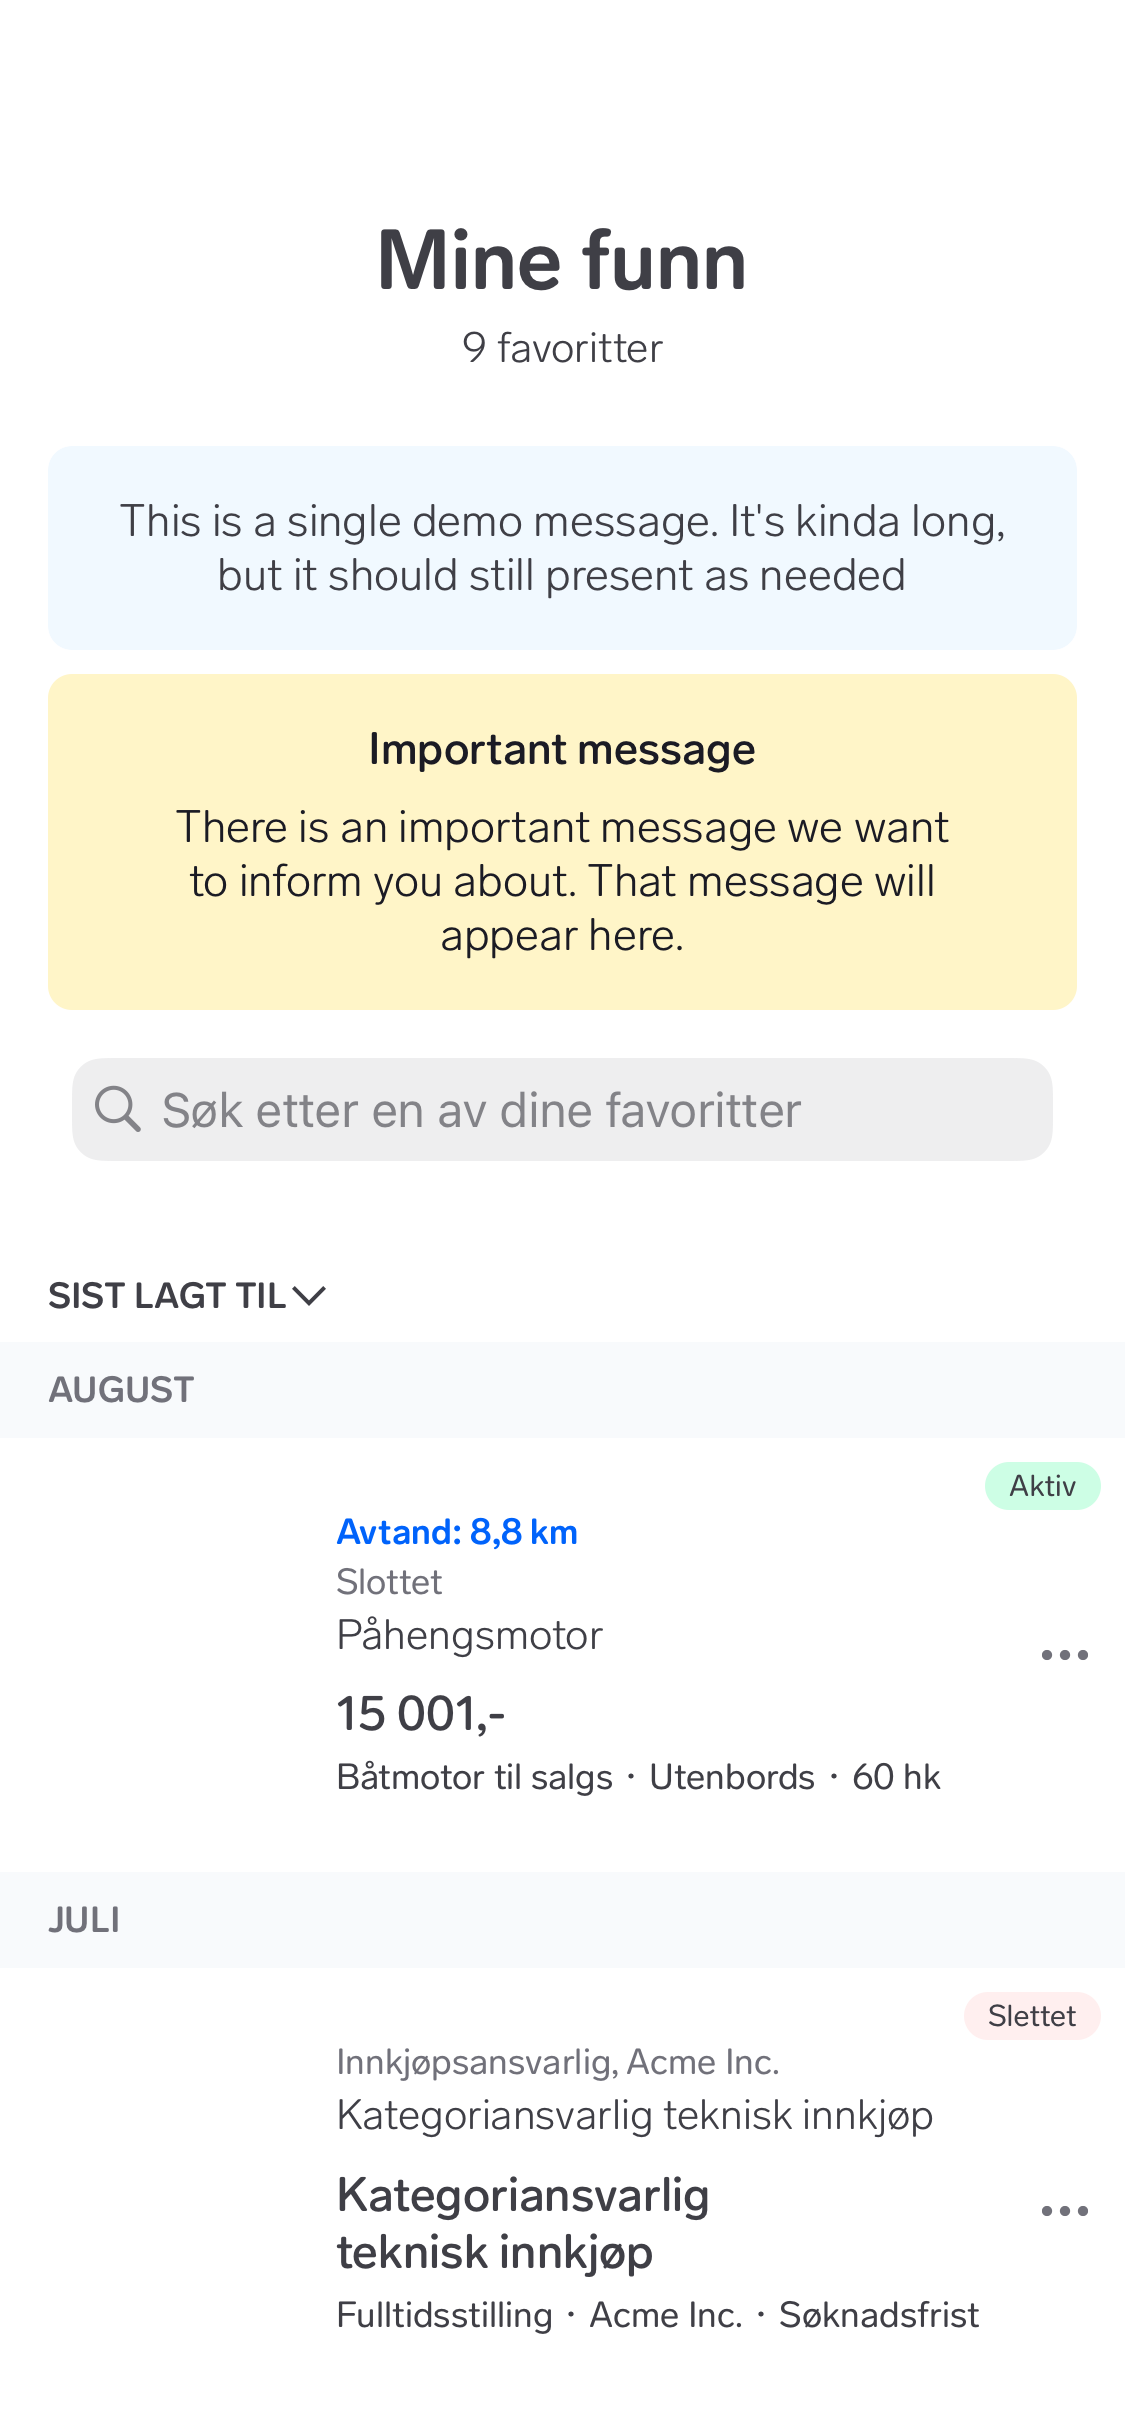 Mine funn
9 favoritter
This is a single demo message. It's kinda long,
but it should still present as needed
Important message
There is an important message we want
to inform you about. That message will
appear here.
Søk etter en av dine favoritter
SIST LAGT TIL
AUGUST
Aktiv
Avtand: 8,8 km
Slottet
Påhengsmotor
15 001,-
Båtmotor til salgs · Utenbords · 60 hk
JULI
Slettet
Innkjøpsansvarlig, Acme Inc.
Kategoriansvarlig teknisk innkjøp
Kategoriansvarlig
teknisk innkjøp
Fulltidsstilling · Acme Inc. · Søknadsfrist